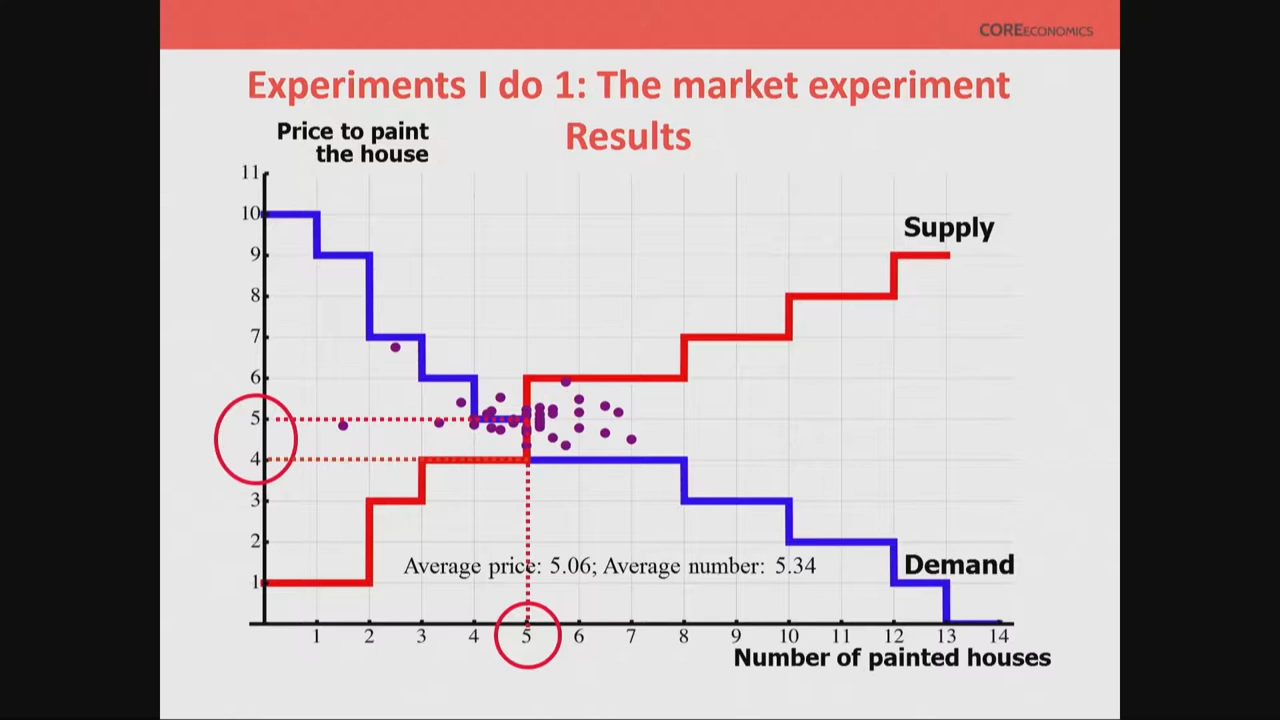 COREECONOMICS
Experiments I do 1: The market experiment
Results
Price to paint
the house
11
10
9
8
7
6
5
4
3
2
1
Supply
Average price: 5.06; Average number: 5.34
Demand
1 2 3 4 5 6 7 8 9 10 11 12 13 14
Number of painted houses